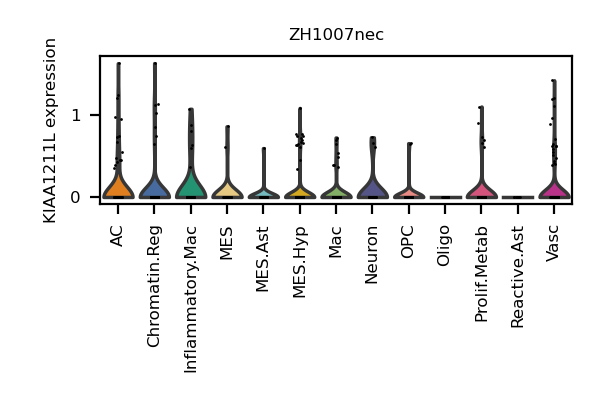 ZH1007nec
KIAA1211L expression
1
0
AC
Chromatin.Reg
Inflammatory.Mac
MES
MES.Ast
MES.Hyp
Mac
Neuron
OPC
Oligo
Prolif.Metab
Reactive.Ast
Vasc